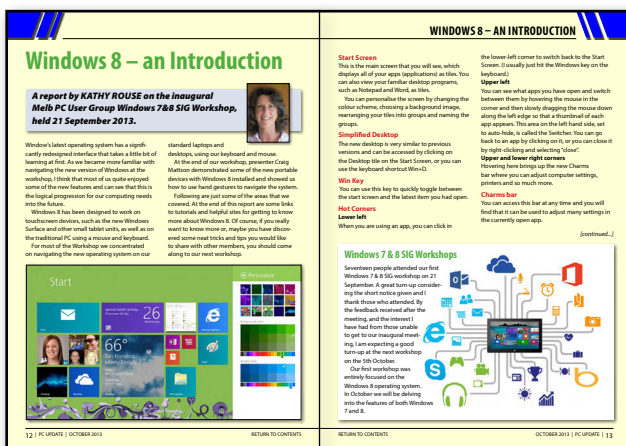 Windows 8 – an Introduction
A report by KATHY ROUSE on the inaugural
Melb PC User Group Windows 7&8 SIG Workshop,
held 21 September 2013.
Window's latest operating system has a signifi-
cantly redesigned interface that takes a little bit of
learning at first. As we became more familiar with
navigating the new version of Windows at the
workshop, I think that most of us quite enjoyed
some of the new features and can see that this is
the logical progression for our computing needs
into the future.
Windows 8 has been designed to work on
touchscreen devices, such as the new Windows
Surface and other small tablet units, as well as on
the traditional PC using a mouse and keyboard.
For most of the Workshop we concentrated
on navigating the new operating system on our
standard laptops and
desktops, using our keyboard and mouse.
At the end of our workshop, presenter Craig
Mattson demonstrated some of the new portable
devices with Windows 8 installed and showed us
how to use hand gestures to navigate the system.
Following are just some of the areas that we
covered. At the end of this report are some links
to tutorials and helpful sites for getting to know
more about Windows 8. Of course, if you really
want to know more or, maybe you have discov-
ered some neat tricks and tips you would like
to share with other members, you should come
along to our next workshop.
Start
Personalize
26
66°
San Francisco
12 | PC UPDATE | OCTOBER 2013
RETURN TO CONTENTS
WINDOWS 8 – AN INTRODUCTION
Start Screen
This is the main screen that you will see, which
displays all of your apps (applications) as tiles. You
can also view your familiar desktop programs,
such as Notepad and Word, as tiles.
You can personalise the screen by changing the
colour scheme, choosing a background image,
rearranging your tiles into groups and naming the
groups.
Simplified Desktop
The new desktop is very similar to previous
versions and can be accessed by clicking on
the Desktop tile on the Start Screen, or you can
use the keyboard shortcut Win+D.
Win Key
You can use this key to quickly toggle between
the start screen and the latest item you had open.
Hot Corners
Lower left
When you are using an app, you can click in
the lower-left corner to switch back to the Start
Screen. (I usually just hit the Windows key on the
keyboard.)
Upper left
You can see what apps you have open and switch
between them by hovering the mouse in the
corner and then slowly dragging the mouse down
along the left edge so that a thumbnail of each
app appears. This area on the left hand side, set
to auto-hide, is called the Switcher. You can go
back to an app by clicking on it, or you can close it
by right-clicking and selecting "close".
Upper and lower right corners
Hovering here brings up the new Charms
bar where you can adjust computer settings,
printers and so much more.
Charms bar
You can access this bar at any time and you will
find that it can be used to adjust many settings in
the currently open app.
[continued...]
Windows 7 & 8 SIG Workshops
Seventeen people attended our first
Windows 7 & 8 SIG workshop on 21
September. A great turn-up consider-
ing the short notice given and I
thank those who attended. By
the feedback received after the
meeting, and the interest I
have had from those unable
to get to our inaugural meet-
ing, I am expecting a good
turn-up at the next workshop
on the 5th October.
Our first workshop was
entirely focused on the
Windows 8 operating system.
In October we will be delving
into the features of both Windows
7 and 8.
RETURN TO CONTENTS
OCTOBER 2013 | PC UPDATE | 13